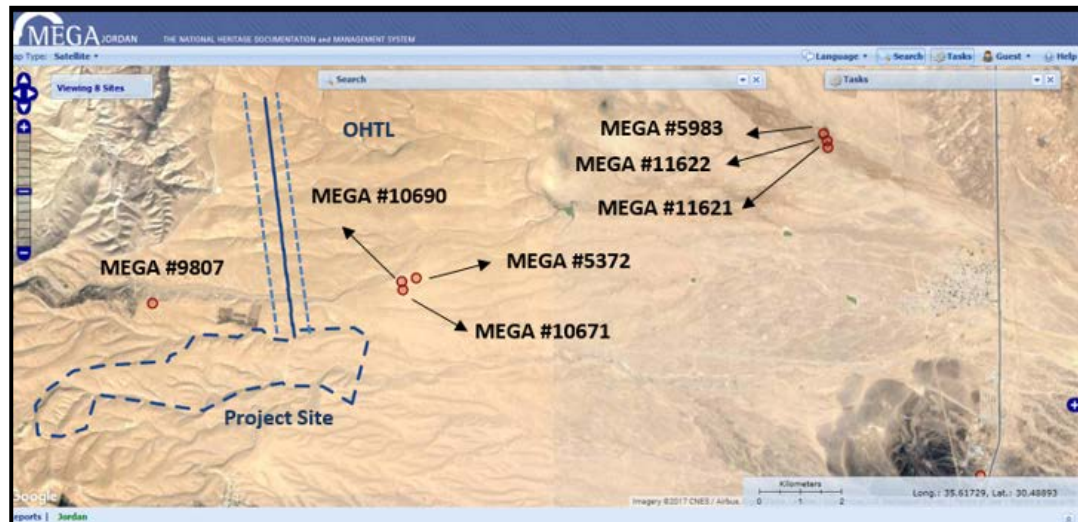 MEGA JORDAN THE NATIONAL HERITAGE DOCUMENTATION and MANAGEMENT SYSTEM
ap Type: Satellite
Language Search Tasks Guest Help
Viewing 8 Sites
Search
Tasks
OHTL
MEGA #5983
MEGA #11622
MEGA #10690
MEGA #11621
MEGA #9807
MEGA #5372
MEGA #10671
Project Site
Google
Imagery ©2017 CNES / Airbus,
Kilometers
0 1 2
Long.: 35.61729, Lat.: 30.48893
eports | Jordan